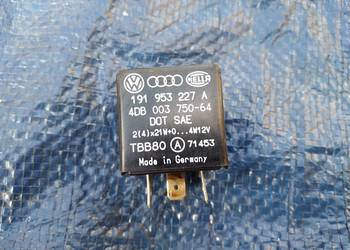 HELLA
191 953 227 A
4DB 003 750-64
DOT SAE
2(4)x21W+0...4W12V
TBB80 A 71453
Made in Germany